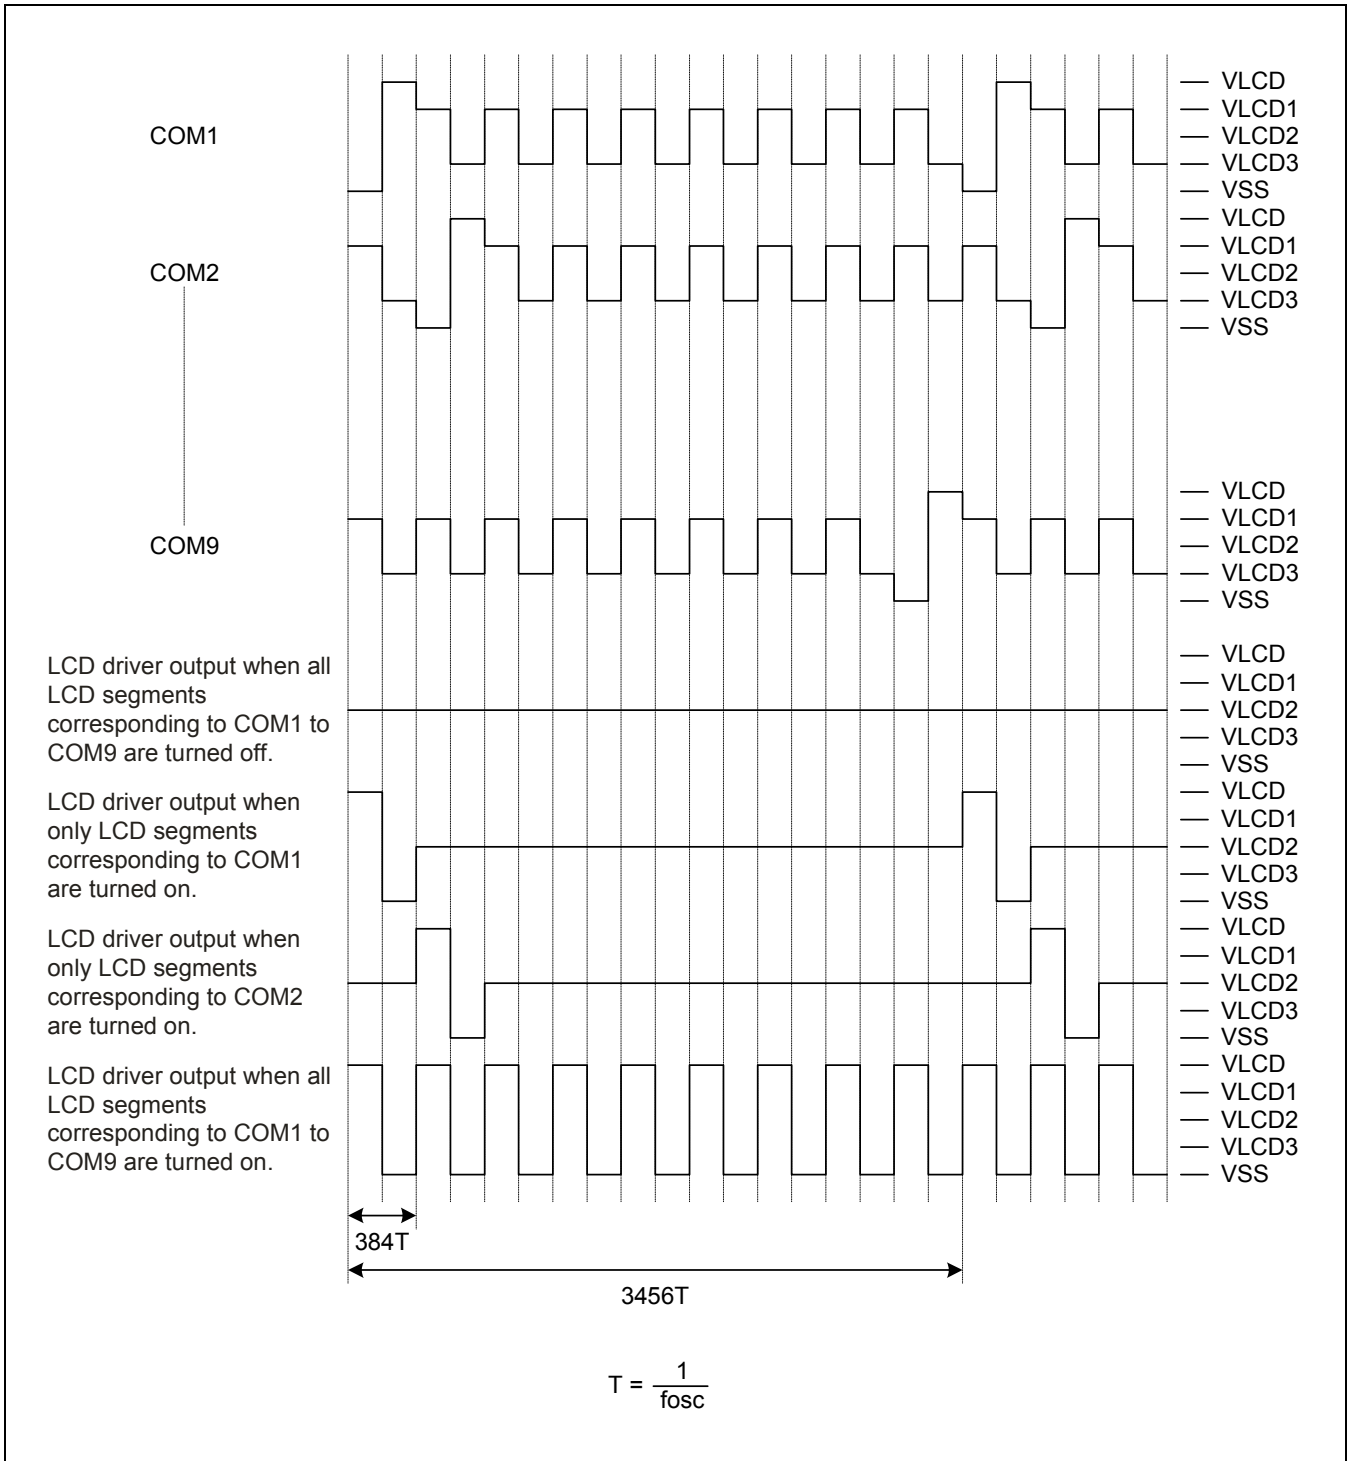 COM1
VLCD
VLCD1
VLCD2
VLCD3
VSS
COM2
VLCD
VLCD1
VLCD2
VLCD3
VSS
COM9
VLCD
VLCD1
VLCD2
VLCD3
VSS
LCD driver output when all
LCD segments
corresponding to COM1 to
COM9 are turned off.
VLCD
VLCD1
VLCD2
VLCD3
VSS
LCD driver output when
only LCD segments
corresponding to COM1
are turned on.
VLCD
VLCD1
VLCD2
VLCD3
VSS
LCD driver output when
only LCD segments
corresponding to COM2
are turned on.
VLCD
VLCD1
VLCD2
VLCD3
VSS
LCD driver output when all
LCD segments
corresponding to COM1 to
COM9 are turned on.
VLCD
VLCD1
VLCD2
VLCD3
VSS
384T
3456T
T = 1
fosc